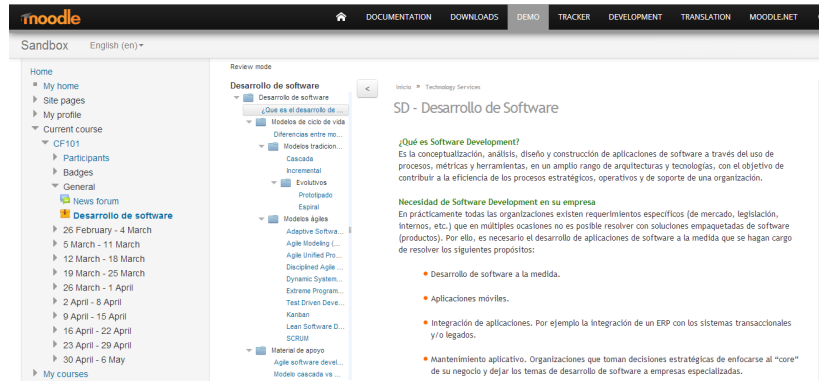 moodle
DOCUMENTATION DOWNLOADS DEMO TRACKER DEVELOPMENT TRANSLATION MOODLE.NET
Sandbox English (en)
Home
My home
Site pages
My profile
Current course
CF101
Participants
Badges
General
News forum
Desarrollo de software
26 February - 4 March
5 March - 11 March
12 March - 18 March
19 March - 25 March
26 March - 1 April
2 April - 8 April
9 April - 15 April
16 April - 22 April
23 April - 29 April
30 April - 6 May
My courses
Review mode
Desarrollo de software
Desarrollo de software
¿Que es el desarrollo de ...
Modelos de ciclo de vida
Diferencias entre mo...
Modelos tradicion...
Cascada
Incremental
Evolutivos
Prototipado
Espiral
Modelos ágiles
Adaptive Softwa...
Agile Modeling (...
Agile Unified Pro...
Disciplined Agile ...
Dynamic System...
Extreme Program...
Test Driven Deve...
Kanban
Lean Software D...
SCRUM
Material de apoyo
Agile software devel...
Modelo cascada vs ...
<
Inicio » Technology Services
SD - Desarrollo de Software
¿Qué es Software Development?
Es la conceptualización, análisis, diseño y construcción de aplicaciones de software a través del uso de
procesos, métricas y herramientas, en un amplio rango de arquitecturas y tecnologías, con el objetivo de
contribuir a la eficiencia de los procesos estratégicos, operativos y de soporte de una organización.
Necesidad de Software Development en su empresa
En prácticamente todas las organizaciones existen requerimientos específicos (de mercado, legislación,
internos, etc.) que en múltiples ocasiones no es posible resolver con soluciones empaquetadas de software
(productos). Por ello, es necesario el desarrollo de aplicaciones de software a la medida que se hagan cargo
de resolver los siguientes propósitos:
Desarrollo de software a la medida.
Aplicaciones móviles.
Integración de aplicaciones. Por ejemplo la integración de un ERP con los sistemas transaccionales
y/o legados.
Mantenimiento aplicativo. Organizaciones que toman decisiones estratégicas de enfocarse al “core”
de su negocio y dejar los temas de desarrollo de software a empresas especializadas.